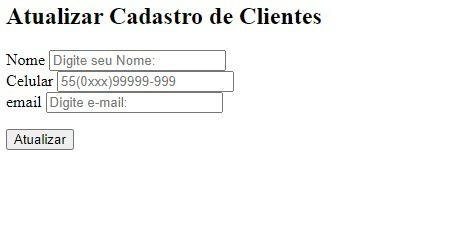 Atualizar Cadastro de Clientes
Nome Digite seu Nome:
Celular 55(0xxx)99999-999
email Digite e-mail:
Atualizar